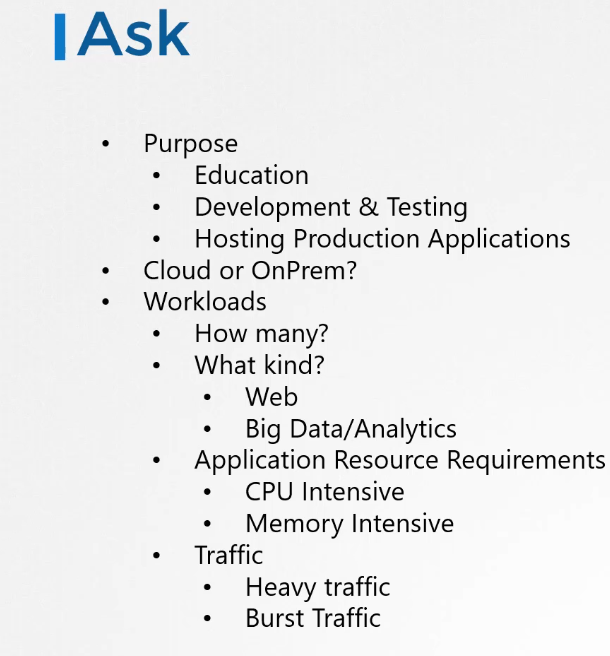 Ask
• Purpose
• Education
• Development & Testing
• Hosting Production Applications
• Cloud or OnPrem?
• Workloads
• How many?
• What kind?
• Web
• Big Data/Analytics
• Application Resource Requirements
• CPU Intensive
• Memory Intensive
• Traffic
• Heavy traffic
• Burst Traffic